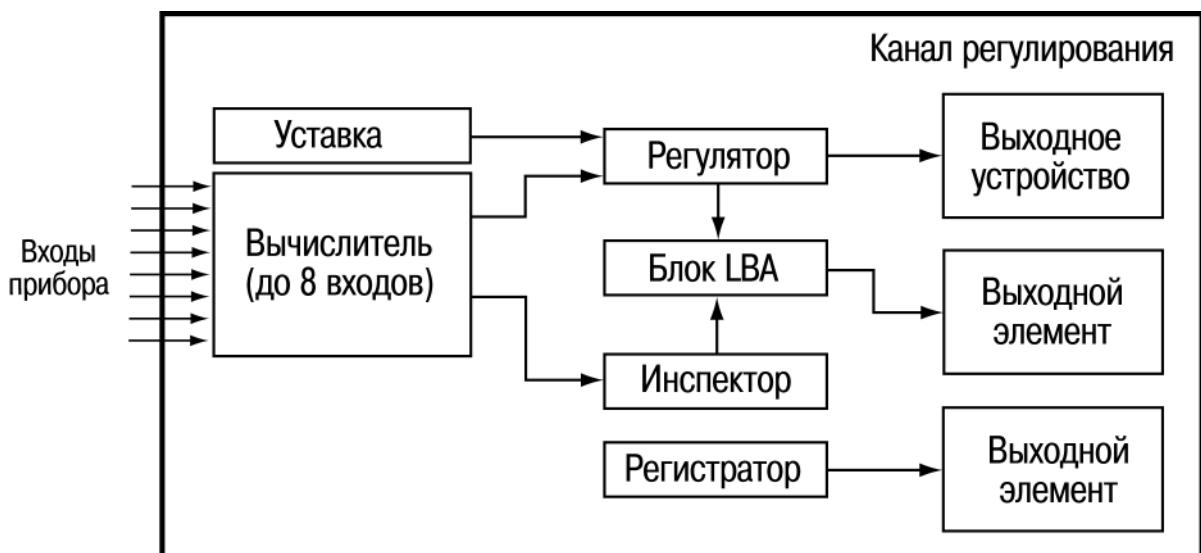 Канал регулирования
Уставка
Регулятор
Выходное
устройство
Входы
прибора
Вычислитель
(до 8 входов)
Блок LBA
Выходной
элемент
Инспектор
Регистратор
Выходной
элемент